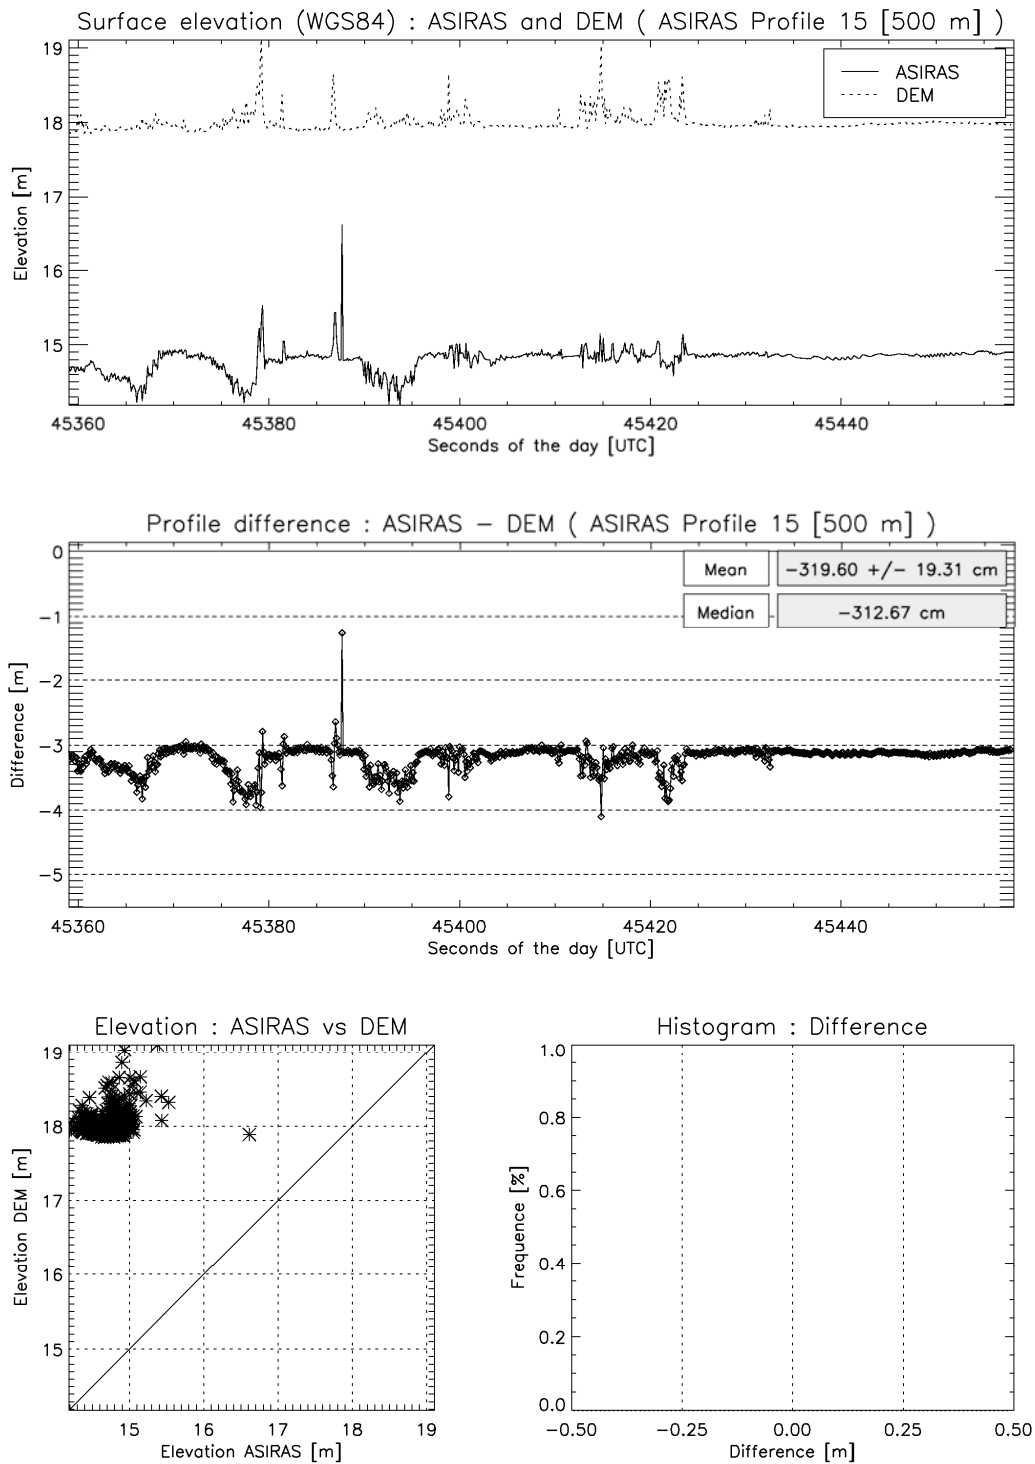 Surface elevation (WGS84) : ASIRAS and DEM ( ASIRAS Profile 15 [500 m] )
19
18
17
16
15
Elevation [m]
ASIRAS
DEM
45360 45380 45400 45420 45440
Seconds of the day [UTC]
Profile difference : ASIRAS − DEM ( ASIRAS Profile 15 [500 m] )
0
−1
−2
−3
−4
−5
Difference [m]
Mean −319.60 +/− 19.31 cm
Median −312.67 cm
45360 45380 45400 45420 45440
Seconds of the day [UTC]
Elevation : ASIRAS vs DEM
19
18
17
16
15
Elevation DEM [m]
15 16 17 18 19
Elevation ASIRAS [m]
Histogram : Difference
1.0
0.8
0.6
0.4
0.2
0.0
Frequence [%]
−0.50 −0.25 0.00 0.25 0.50
Difference [m]